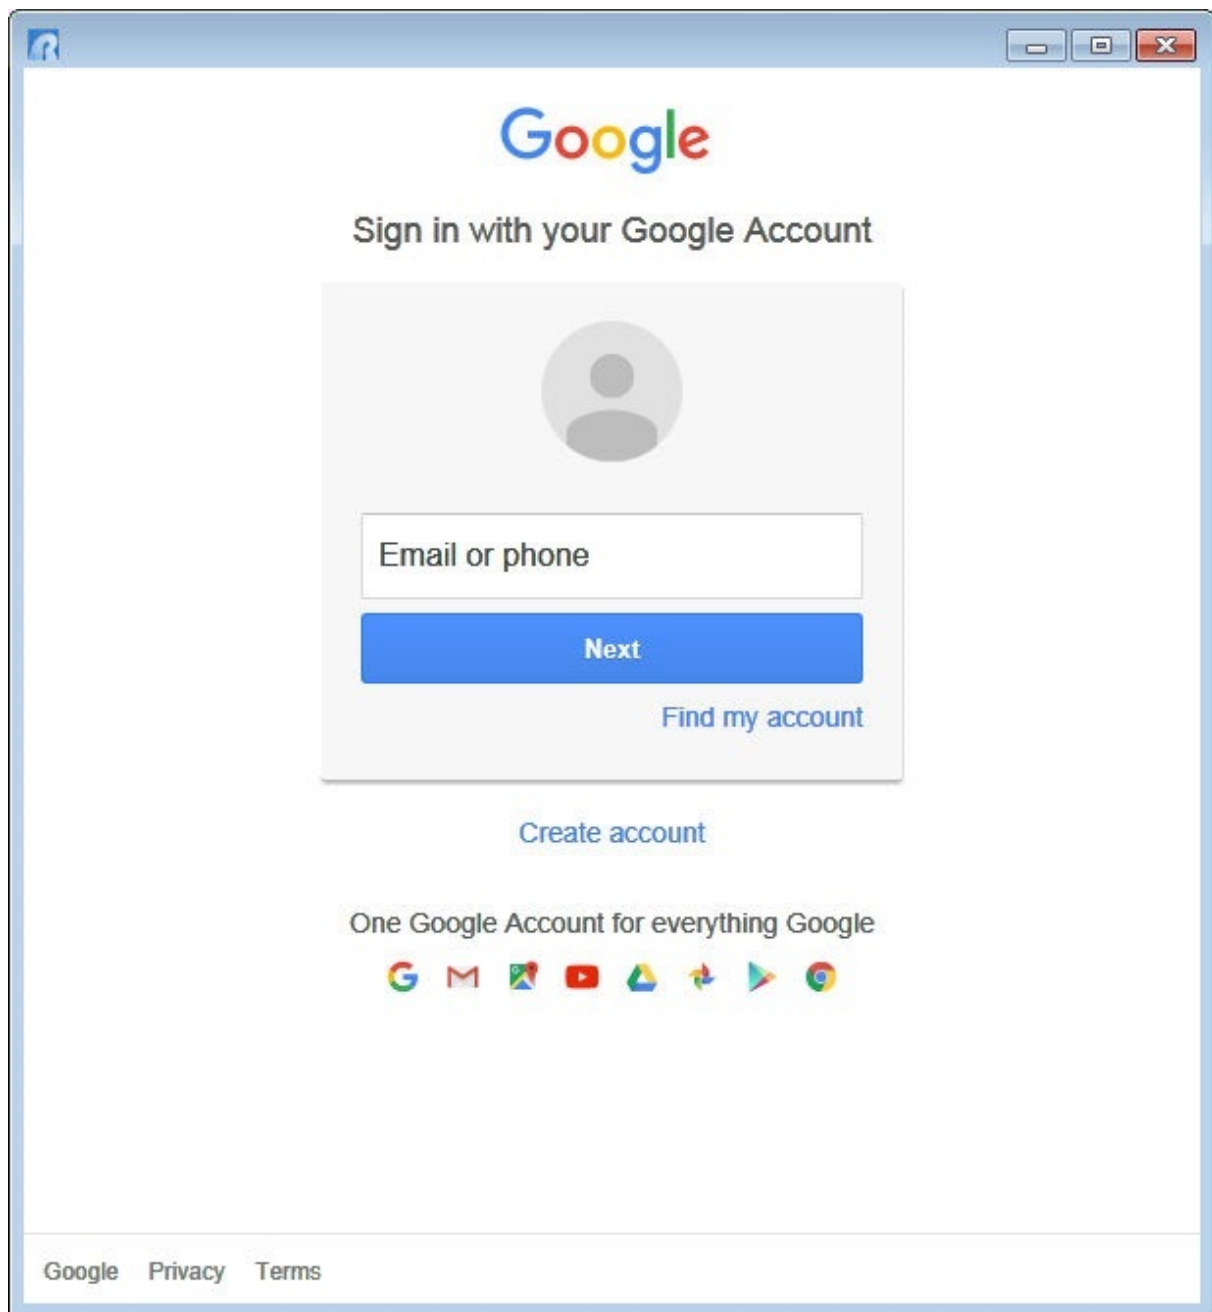 Google
Sign in with your Google Account
Email or phone
Next
Find my account
Create account
One Google Account for everything Google
Google Privacy Terms